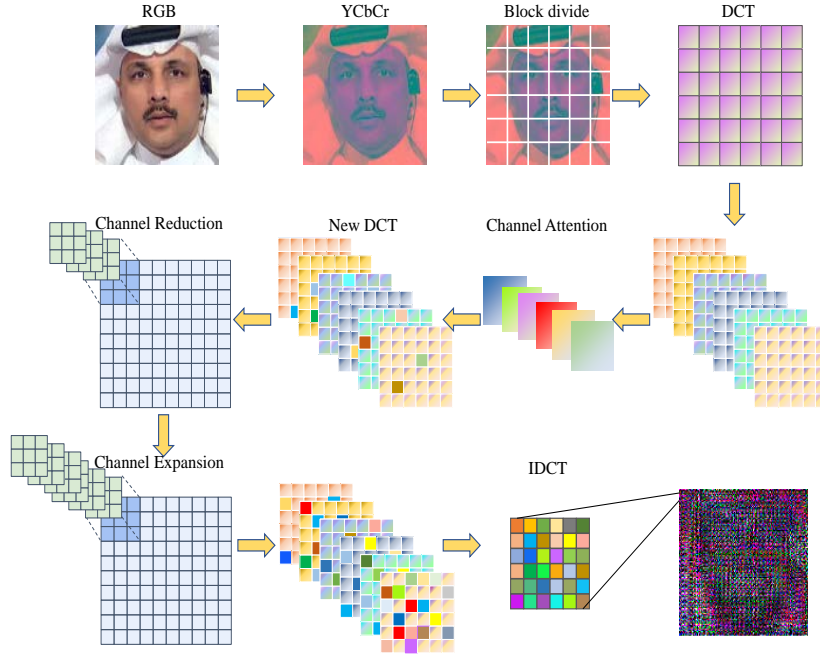 RGB
YCbCr
Block divide
DCT
Channel Reduction
New DCT
Channel Attention
Channel Expansion
IDCT